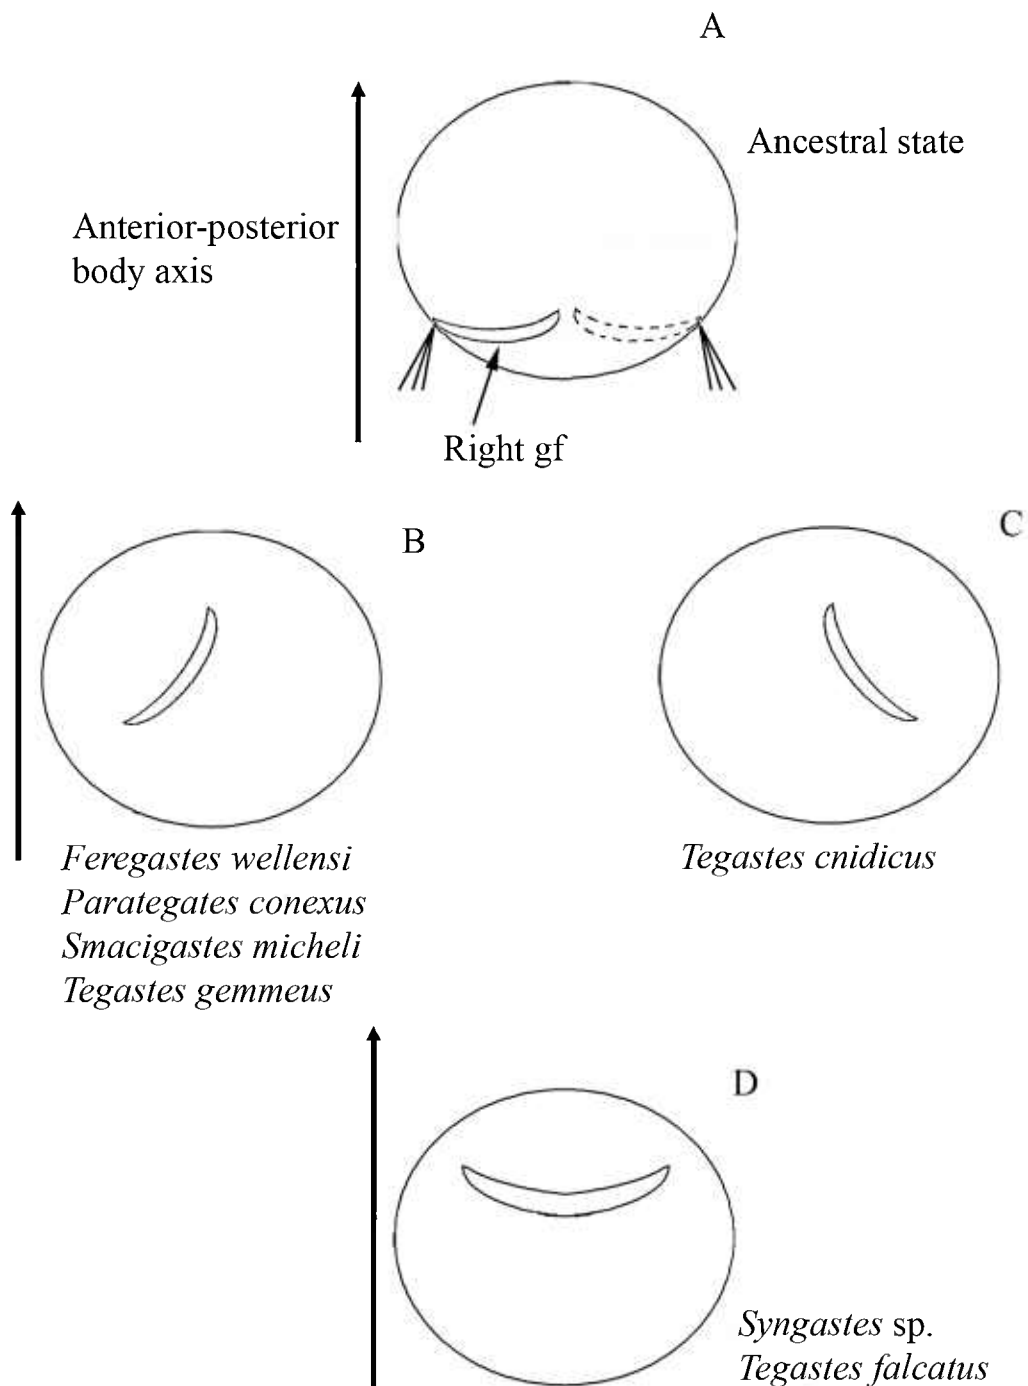 A
Ancestral state
Anterior-posterior
body axis
Right gf
B
C
Feregastes wellensi
Parategates conexus
Smacigastes micheli
Tegastes gemmeus
Tegastes cnidicus
D
Syngastes sp.
Tegastes falcatus